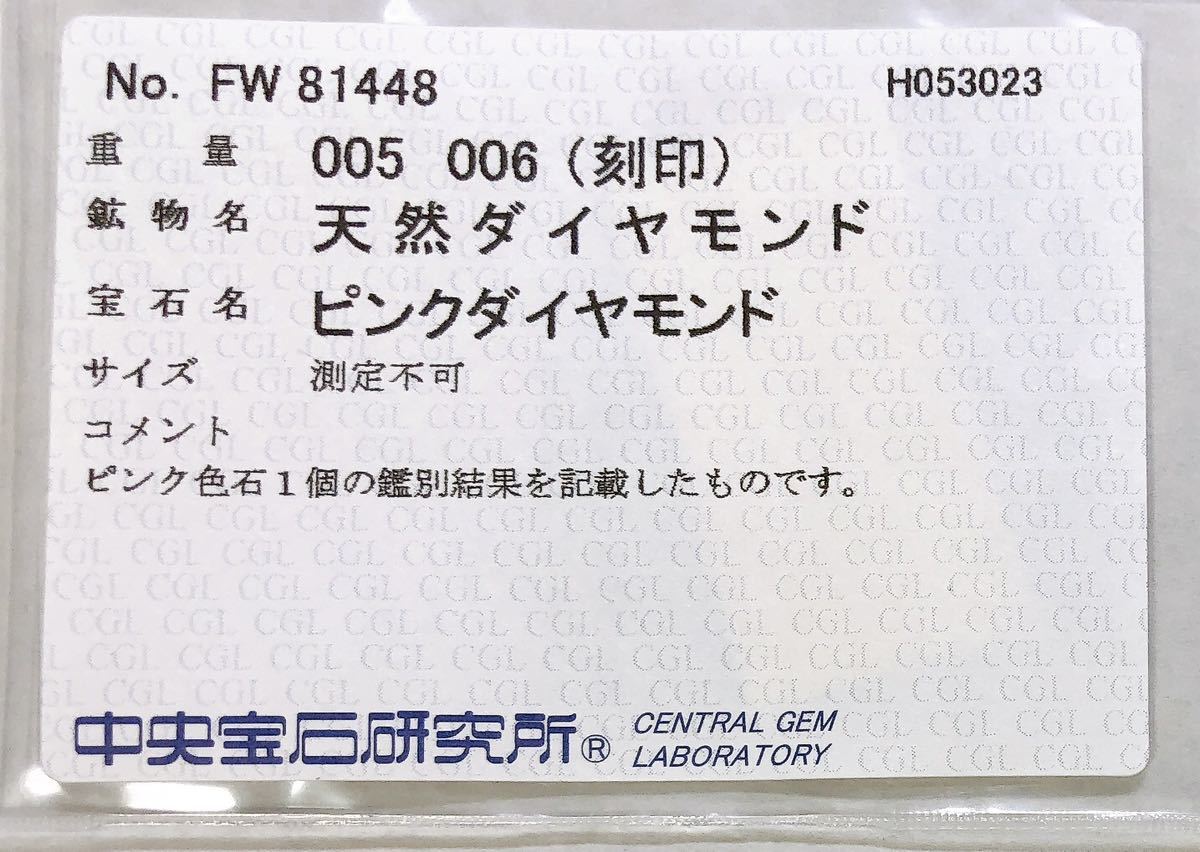 No. FW 81448 H053023
重量 005 006 (刻印)
鉱物名 天然ダイヤモンド
宝石名 ピンクダイヤモンド
サイズ 測定不可
コメント
ピンク色石1個の鑑別結果を記載したものです。
中央宝石研究所® CENTRAL GEM
LABORATORY